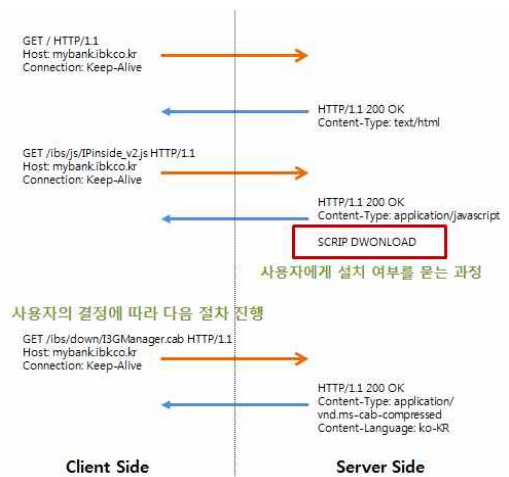 GET / HTTP/1.1
Host: mybank.ibk.co.kr
Connection: Keep-Alive
HTTP/1.1 200 OK
Content-Type: text/html
GET /ibs/js/IPinside_v2.js HTTP/1.1
Host: mybank.ibk.co.kr
Connection: Keep-Alive
HTTP/1.1 200 OK
Content-Type: application/javascript
SCRIP DWONLOAD
사용자에게 설치 여부를 묻는 과정
사용자의 결정에 따라 다음 절차 진행
GET /ibs/down/I3GManager.cab HTTP/1.1
Host: mybank.ibk.co.kr
Connection: Keep-Alive
HTTP/1.1 200 OK
Content-Type: application/
vnd.ms-cab-compressed
Content-Language: ko-KR
Client Side
Server Side